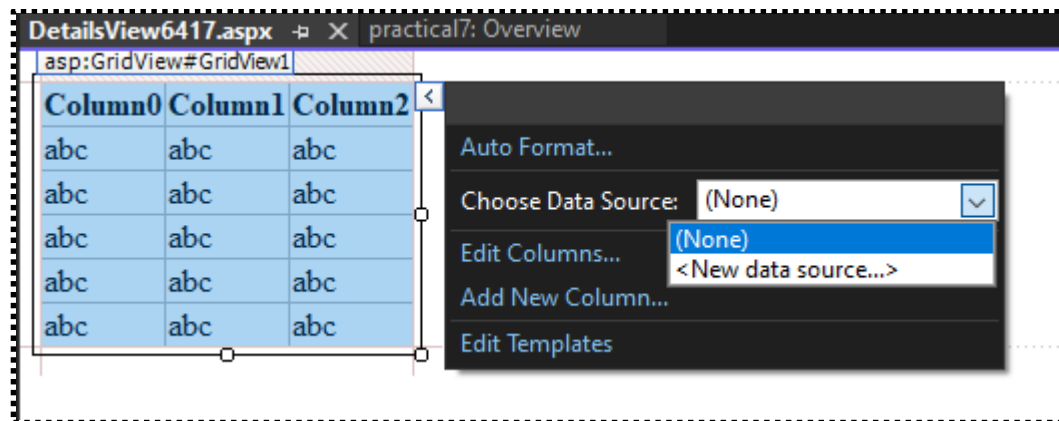 DetailsView6417.aspx practical7: Overview
asp:GridView#GridView1
Column0 Column1 Column2
abc abc abc
abc abc abc
abc abc abc
abc abc abc
abc abc abc
Auto Format...
Choose Data Source: (None)
(None)
<New data source...>
Edit Columns...
Add New Column...
Edit Templates